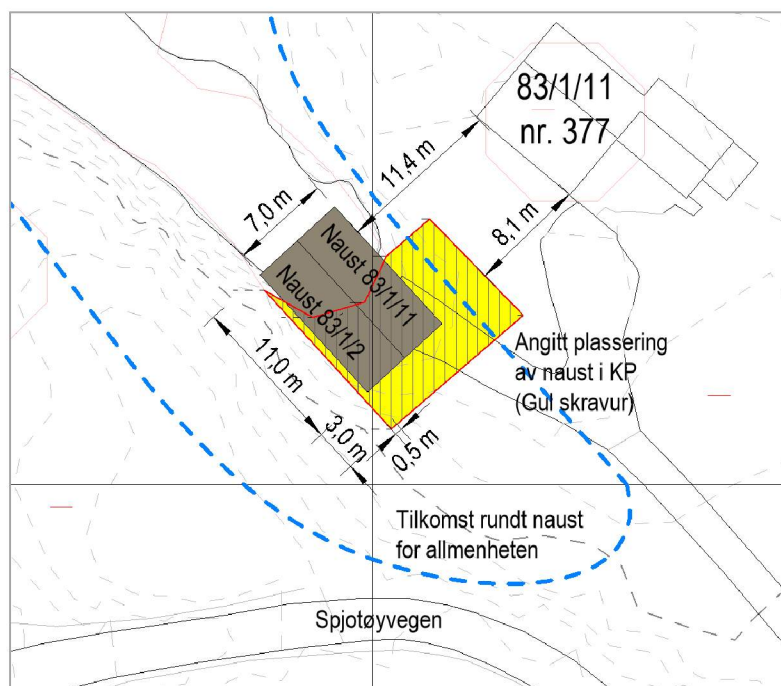 83/1/11
nr. 377
11,4 m
7,0 m
8,1 m
Naust 83/1/11
Naust 83/1/2
Angitt plassering
av naust i KP
(Gul skravur)
11,0 m
3,0 m
0,5 m
Tilkomst rundt naust
for allmenheten
Spjotøyvegen